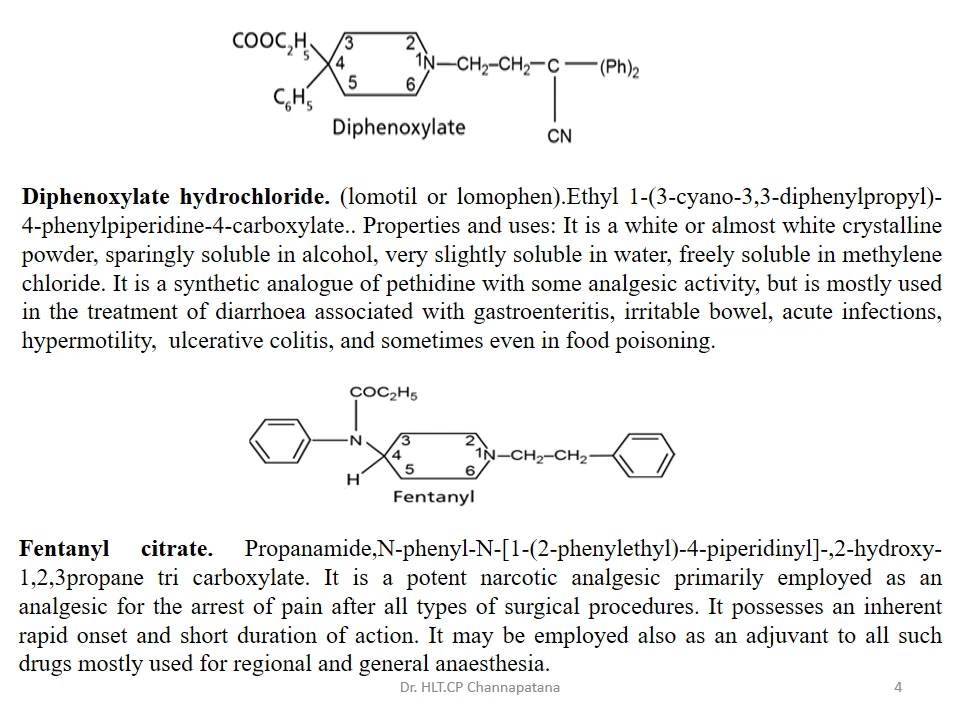 COOC2H5 3 2
4 1N—CH2–CH2—C—(Ph)2
5 6
C6H5
Diphenoxylate
CN
Diphenoxylate hydrochloride. (lomotil or lomophen).Ethyl 1-(3-cyano-3,3-diphenylpropyl)-
4-phenylpiperidine-4-carboxylate.. Properties and uses: It is a white or almost white crystalline
powder, sparingly soluble in alcohol, very slightly soluble in water, freely soluble in methylene
chloride. It is a synthetic analogue of pethidine with some analgesic activity, but is mostly used
in the treatment of diarrhoea associated with gastroenteritis, irritable bowel, acute infections,
hypermotility, ulcerative colitis, and sometimes even in food poisoning.
COC2H5
N 3 2
4 1N–CH2–CH2
5 6
H
Fentanyl
Fentanyl citrate. Propanamide,N-phenyl-N-[1-(2-phenylethyl)-4-piperidinyl]-,2-hydroxy-
1,2,3propane tri carboxylate. It is a potent narcotic analgesic primarily employed as an
analgesic for the arrest of pain after all types of surgical procedures. It possesses an inherent
rapid onset and short duration of action. It may be employed also as an adjuvant to all such
drugs mostly used for regional and general anaesthesia.
Dr. HLT.CP Channapatana 4